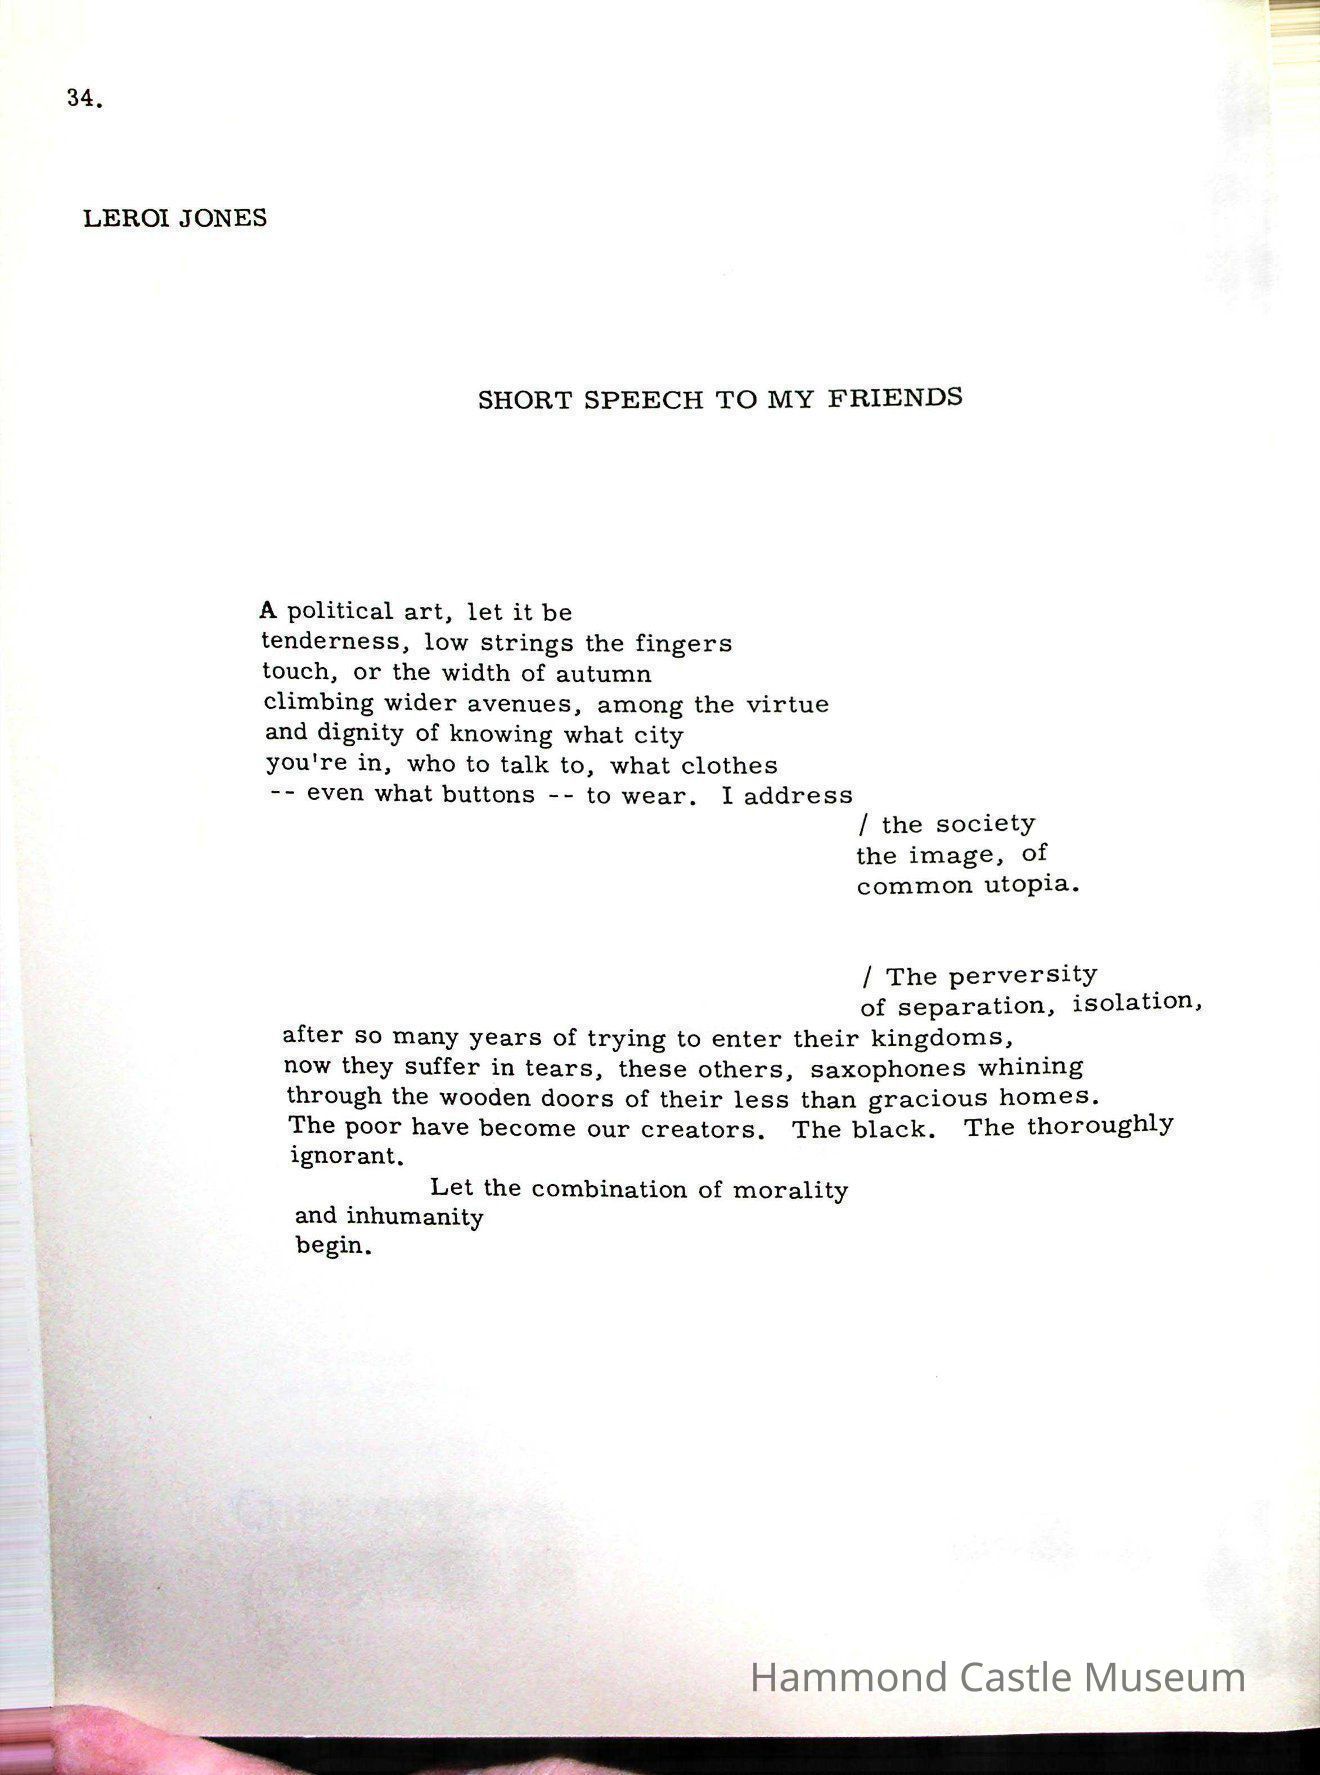 34.
LEROI JONES
SHORT SPEECH TO MY FRIENDS
A political art, let it be
tenderness, low strings the fingers
touch, or the width of autumn
climbing wider avenues, among the virtue
and dignity of knowing what city
you're in, who to talk to, what clothes
-- even what buttons -- to wear. I address
/ the society
the image, of
common utopia.
/ The perversity
of separation, isolation,
after so many years of trying to enter their kingdoms,
now they suffer in tears, these others, saxophones whining
through the wooden doors of their less than gracious homes.
The poor have become our creators. The black. The thoroughly
ignorant.
Let the combination of morality
and inhumanity
begin.
Hammond Castle Museum